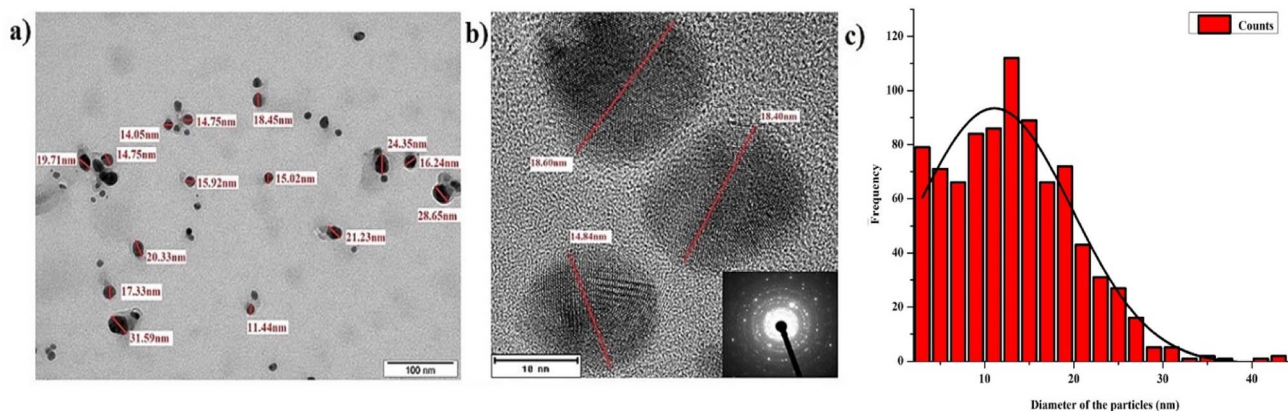 a)
18.45nm
14.75nm
14.05nm
19.71nm
14.75nm
24.35nm
16.24nm
15.92nm
15.02nm
28.65nm
21.23nm
20.33nm
17.33nm
11.44nm
31.59nm
100 nm
b)
18.40nm
18.60nm
14.84nm
10 nm
c)
Counts
Frequency
120
100
80
60
40
20
0
10
20
30
40
Diameter of the particles (nm)